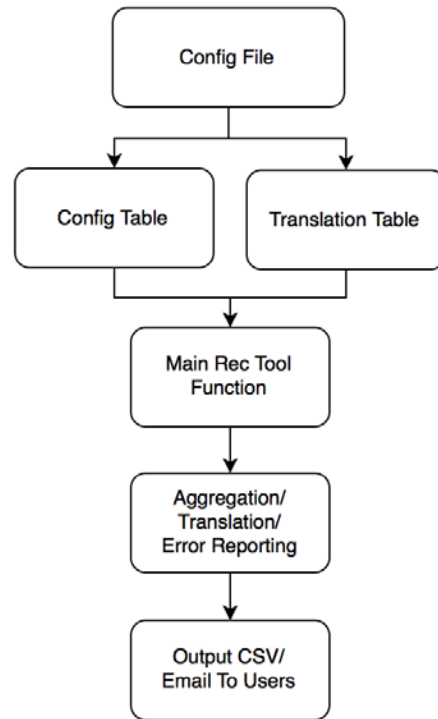 Config File
Config Table
Translation Table
Main Rec Tool
Function
Aggregation/
Translation/
Error Reporting
Output CSV/
Email To Users